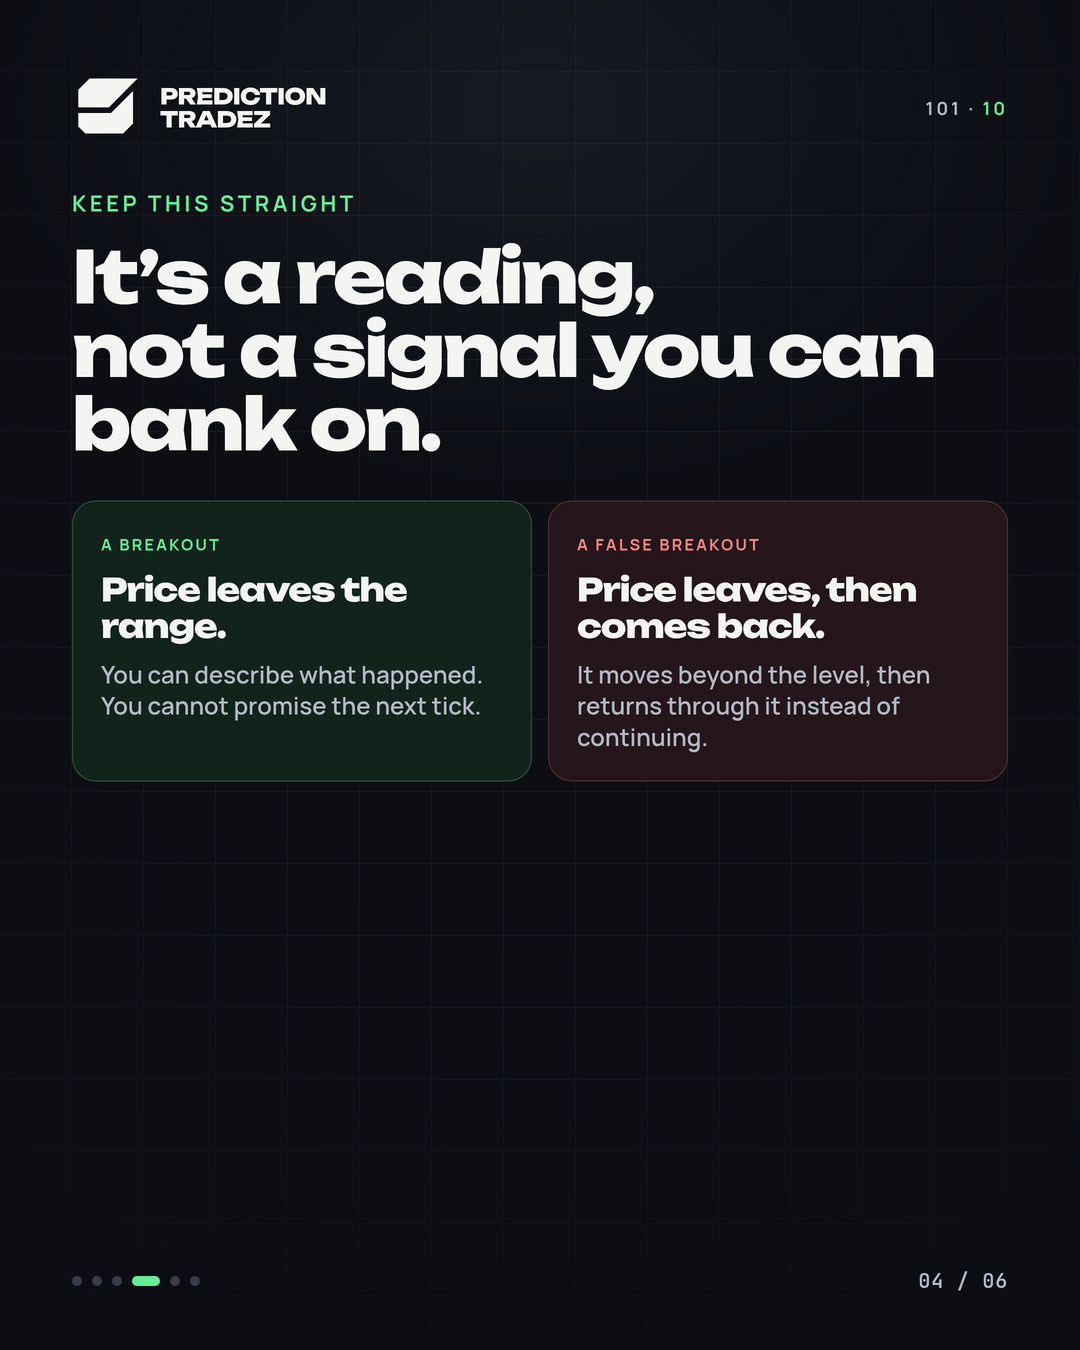 PREDICTION
TRADEZ
101 · 10
KEEP THIS STRAIGHT
It’s a reading,
not a signal you can
bank on.
A BREAKOUT
Price leaves the
range.
You can describe what happened.
You cannot promise the next tick.
A FALSE BREAKOUT
Price leaves, then
comes back.
It moves beyond the level, then
returns through it instead of
continuing.
04 / 06